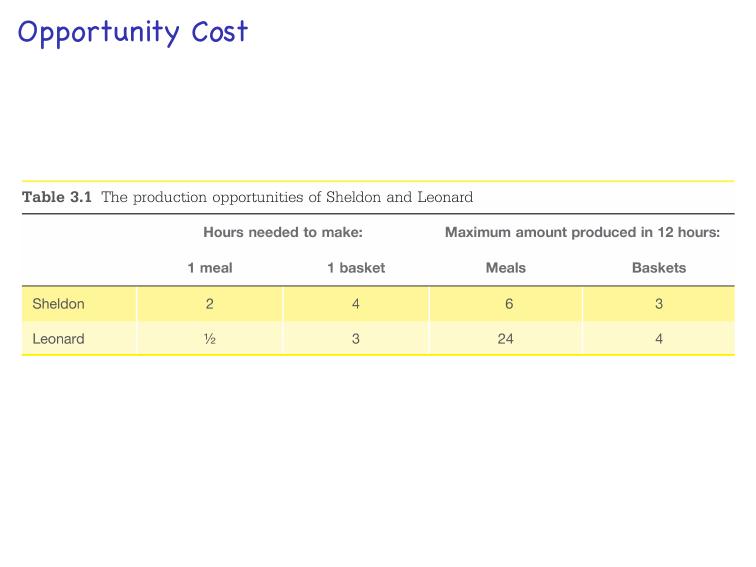 Opportunity Cost
Table 3.1 The production opportunities of Sheldon and Leonard
Hours needed to make: Maximum amount produced in 12 hours:
1 meal 1 basket Meals Baskets
Sheldon 2 4 6 3
Leonard ½ 3 24 4